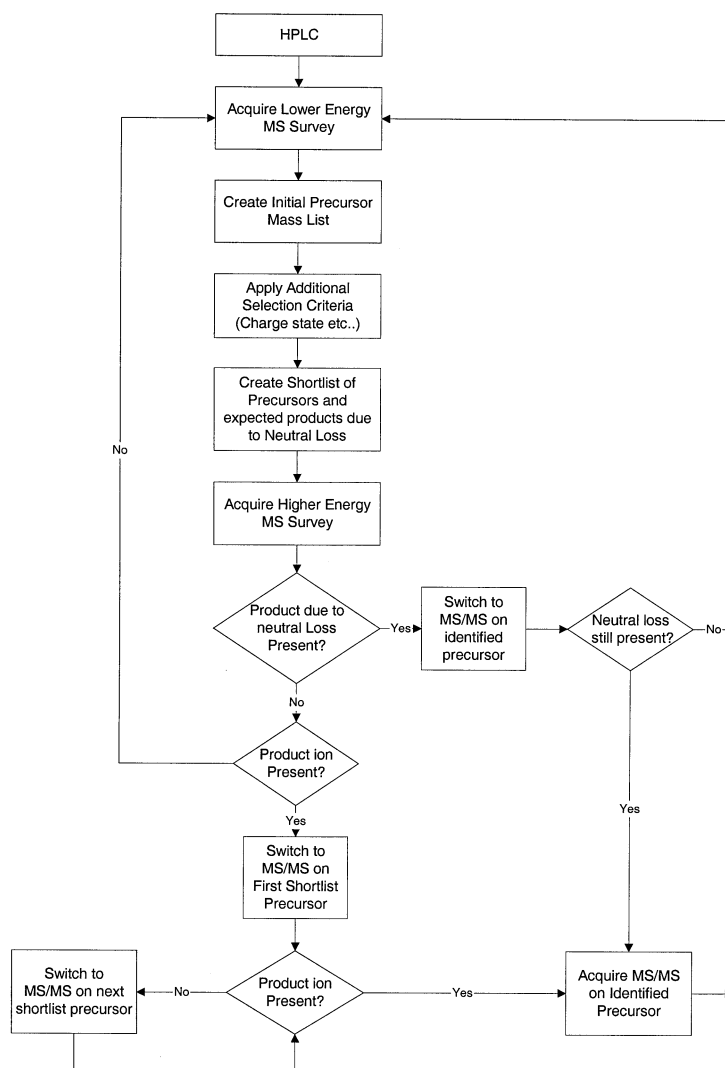 HPLC
Acquire Lower Energy
MS Survey
Create Initial Precursor
Mass List
Apply Additional
Selection Criteria
(Charge state etc..)
Create Shortlist of
Precursors and
expected products due
to Neutral Loss
No
Acquire Higher Energy
MS Survey
Product due to
neutral Loss
Present?
Yes
Switch to
MS/MS on
identified
precursor
Neutral loss
still present?
No
No
Product ion
Present?
Yes
Yes
Switch to
MS/MS on
First Shortlist
Precursor
Switch to
MS/MS on next
shortlist precursor
No
Product ion
Present?
Yes
Acquire MS/MS
on Identified
Precursor